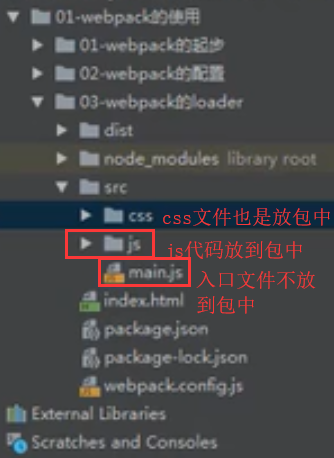 01-webpack的使用
01-webpack的起步
02-webpack的配置
03-webpack的loader
dist
node_modules library root
src
css css文件也是放包中
js js代码放到包中
main.js 入口文件不放
到包中
index.html
package.json
package-lock.json
webpack.config.js
External Libraries
Scratches and Consoles